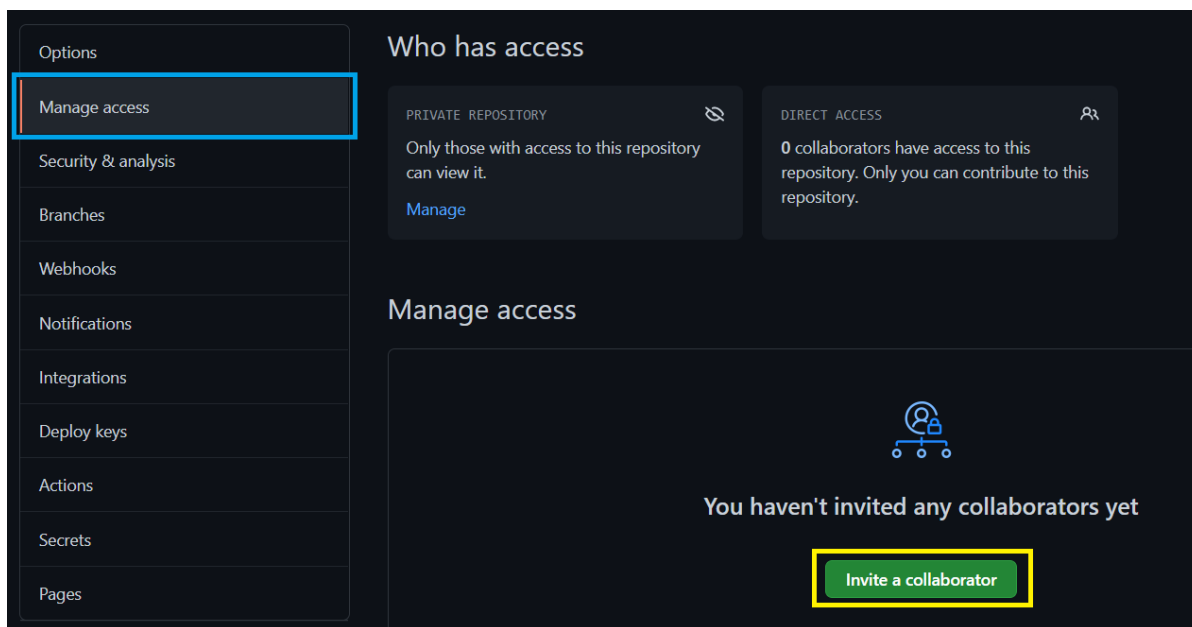 Options
Manage access
Security & analysis
Branches
Webhooks
Notifications
Integrations
Deploy keys
Actions
Secrets
Pages
Who has access
PRIVATE REPOSITORY
Only those with access to this repository
can view it.
Manage
DIRECT ACCESS
0 collaborators have access to this
repository. Only you can contribute to this
repository.
Manage access
You haven't invited any collaborators yet
Invite a collaborator